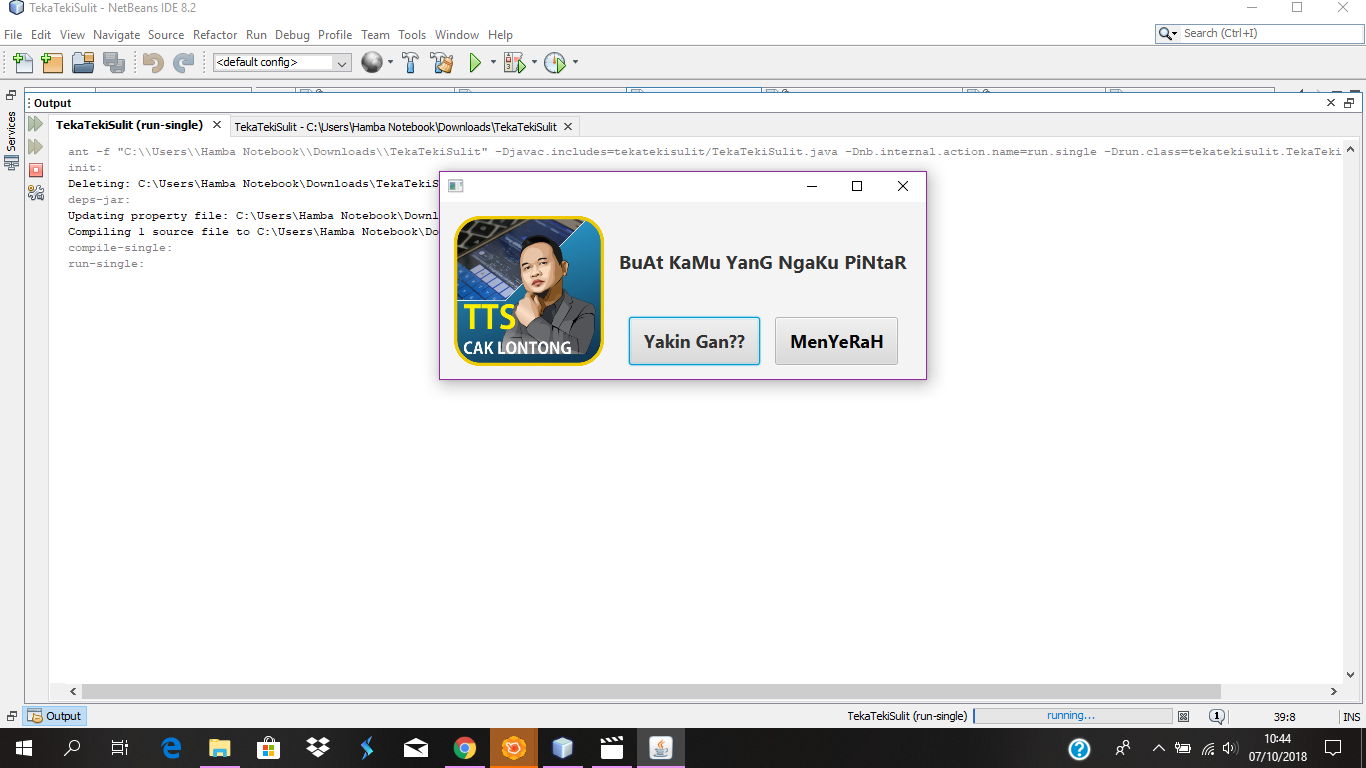 TekaTekiSulit - NetBeans IDE 8.2
File Edit View Navigate Source Refactor Run Debug Profile Team Tools Window Help
Search (Ctrl+I)
<default config>
Services
Output
TekaTekiSulit (run-single)
TekaTekiSulit - C:\Users\Hamba Notebook\Downloads\TekaTekiSulit
ant -f "C:\\Users\\Hamba Notebook\\Downloads\\TekaTekiSulit" -Djavac.includes=tekatekisulit/TekaTekiSulit.java -Dnb.internal.action.name=run.single -Drun.class=tekatekisulit.TekaTeki
init:
Deleting: C:\Users\Hamba Notebook\Downloads\TekaTekiS
deps-jar:
Updating property file: C:\Users\Hamba Notebook\Downl
Compiling 1 source file to C:\Users\Hamba Notebook\Do
compile-single:
run-single:
TTS
CAK LONTONG
BuAt KaMu YanG NgaKu PiNtaR
Yakin Gan??
MenYeRaH
Output
TekaTekiSulit (run-single)
running...
1
39:8
INS
10:44
07/10/2018